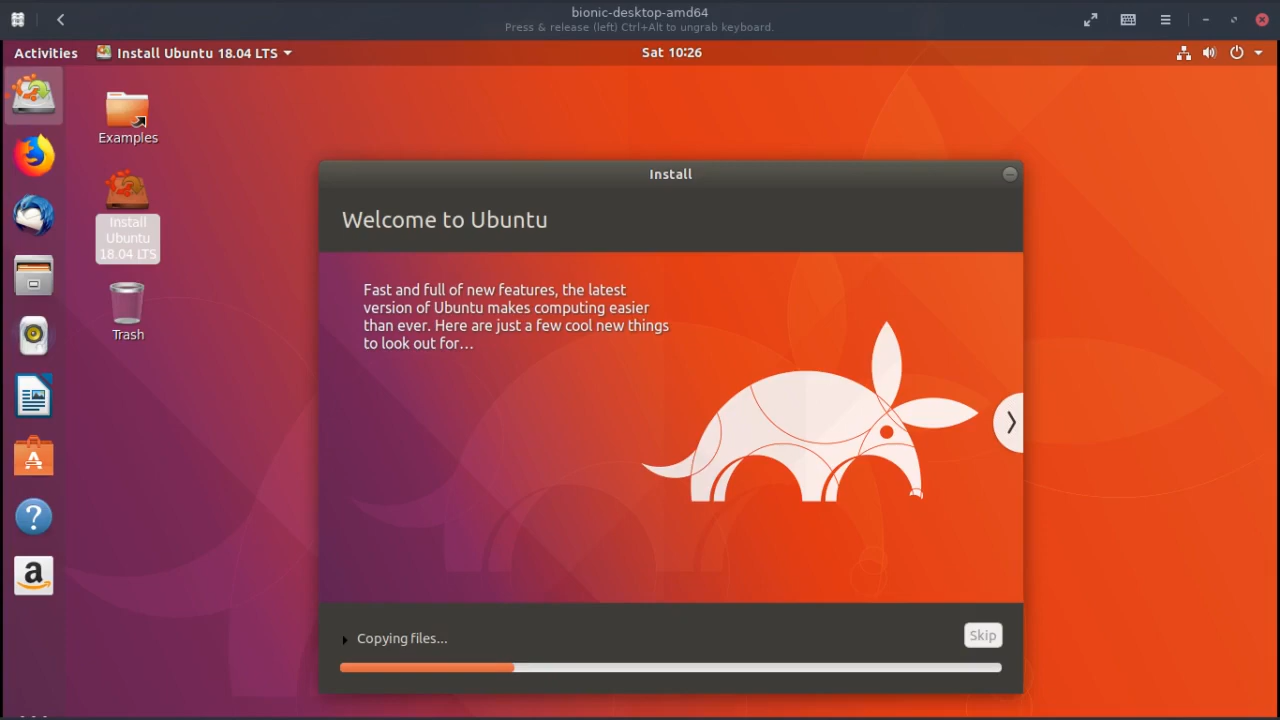 bionic-desktop-amd64
Press & release (left) Ctrl+Alt to ungrab keyboard.
Activities
Install Ubuntu 18.04 LTS
Sat 10:26
Examples
Install
Ubuntu
18.04 LTS
Trash
Install
Welcome to Ubuntu
Fast and full of new features, the latest
version of Ubuntu makes computing easier
than ever. Here are just a few cool new things
to look out for…
Copying files...
Skip